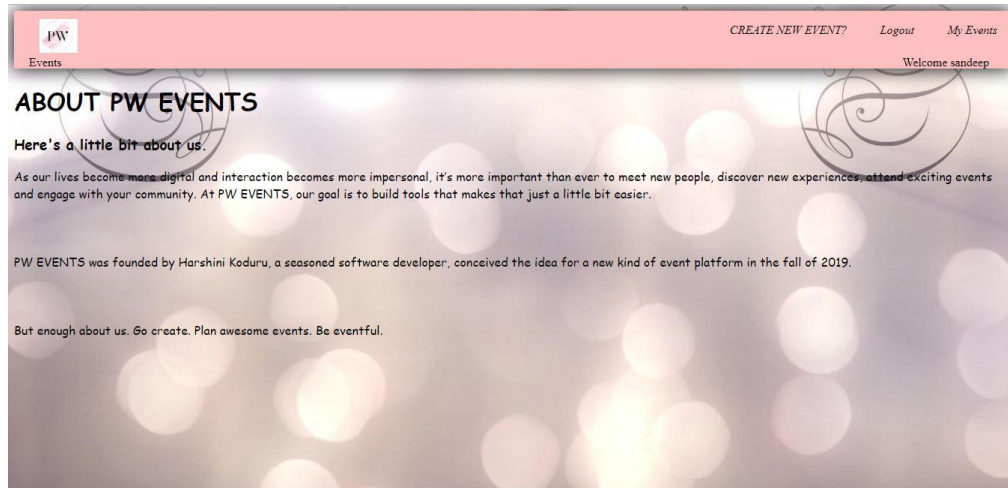 PW
CREATE NEW EVENT? Logout My Events
Events Welcome sandeep
ABOUT PW EVENTS
Here's a little bit about us.
As our lives become more digital and interaction becomes more impersonal, it's more important than ever to meet new people, discover new experiences, attend exciting events
and engage with your community. At PW EVENTS, our goal is to build tools that makes that just a little bit easier.
PW EVENTS was founded by Harshini Koduru, a seasoned software developer, conceived the idea for a new kind of event platform in the fall of 2019.
But enough about us. Go create. Plan awesome events. Be eventful.